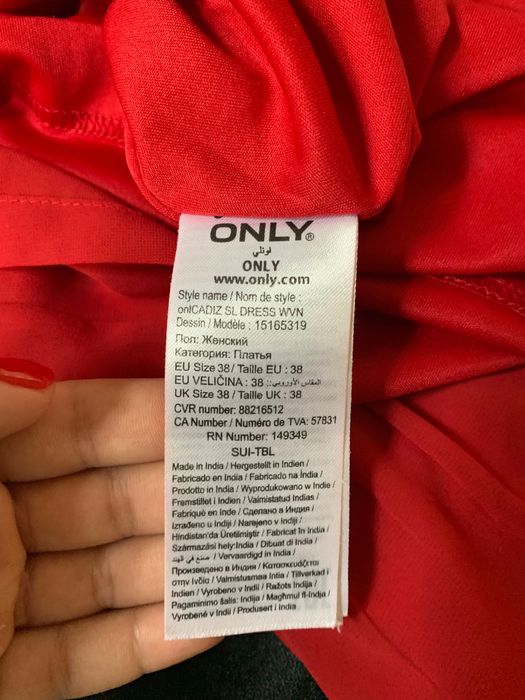 ONLY®
اونلي
ONLY
www.only.com
Style name / Nom de style :
onlCADIZ SL DRESS WVN
Dessin / Modèle : 15165319
Пол: Женский
Категория: Платья
EU Size 38/ Taille EU : 38
EU VELIČINA : 38 المقاس الأوروبي::
UK Size 38/ Taille UK : 38
CVR number: 88216512
CA Number / Numéro de TVA: 57831
RN Number: 149349
SUI-TBL
Made in India / Hergestellt in Indien /
Fabricado en India / Fabricado na Índia /
Prodotto in India / Wyprodukowano w Indie /
Fremstillet i Indien / Valmistatud Indias /
Fabriqué en Inde / Сделано в Индия /
Izrađeno u Indiji / Narejeno v Indiji /
Hindistan'da Üretilmiştir / Fabricat în India /
Származási hely:India / Dibuat di India /
صنع في الهند / Vervaardigd in India /
Произведено в Индия / Κατασκευάζεται
στην Ινδία / Valmistusmaa Intia / Tillverkad i
Indien / Vyrobeno v Indii / Ražots Indija /
Pagaminimo šalis: Indija / Magħmul fl-Indja/
Vyrobené v Indii / Produsert i India